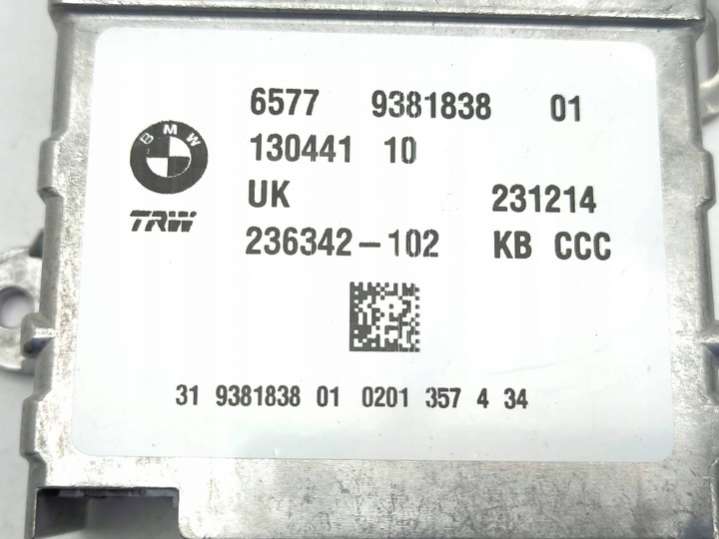 6577 9381838 01
BMW
130441 10
UK 231214
TRW
236342-102 KB CCC
31 9381838 01 0201 357 4 34